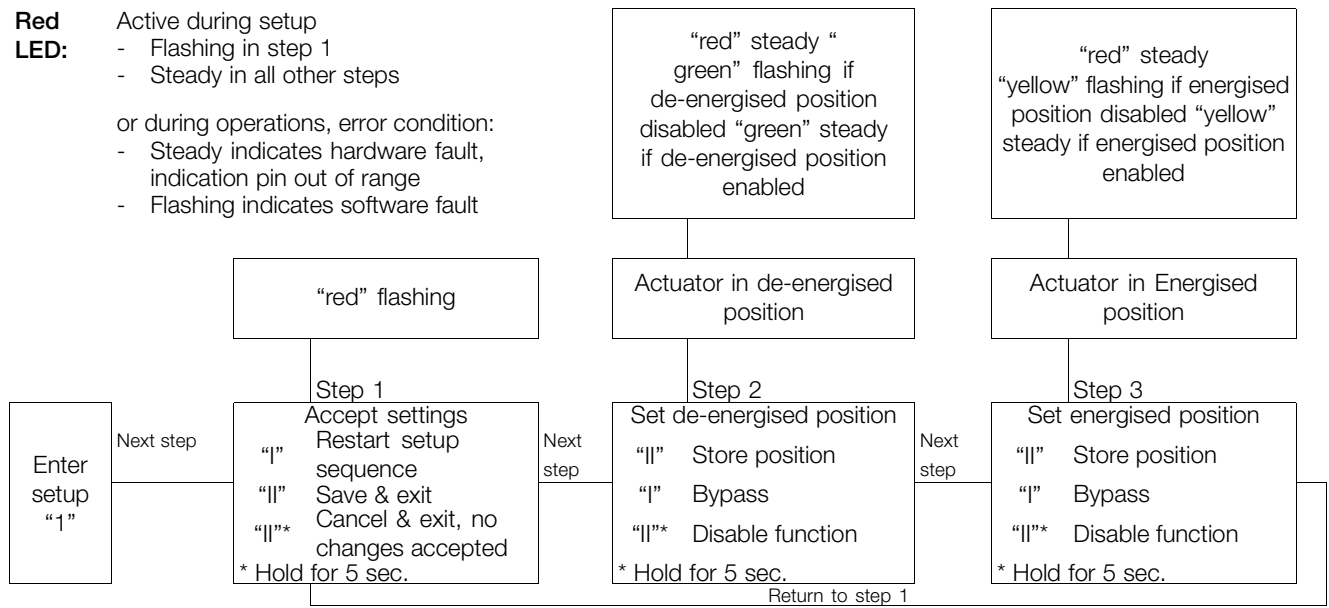 Red LED:
Active during setup
- Flashing in step 1
- Steady in all other steps
or during operations, error condition:
- Steady indicates hardware fault,
indication pin out of range
- Flashing indicates software fault
“red” steady “
green” flashing if
de-energised position
disabled “green” steady
if de-energised position
enabled
“red” steady
“yellow” flashing if energised
position disabled “yellow”
steady if energised position
enabled
“red” flashing
Actuator in de-energised
position
Actuator in Energised
position
Enter
setup
“1”
Next step
Step 1
Accept settings
“I” Restart setup
sequence
“II” Save & exit
“II”* Cancel & exit, no
changes accepted
* Hold for 5 sec.
Next
step
Step 2
Set de-energised position
“II” Store position
“I” Bypass
“II”* Disable function
* Hold for 5 sec.
Next
step
Step 3
Set energised position
“II” Store position
“I” Bypass
“II”* Disable function
* Hold for 5 sec.
Return to step 1